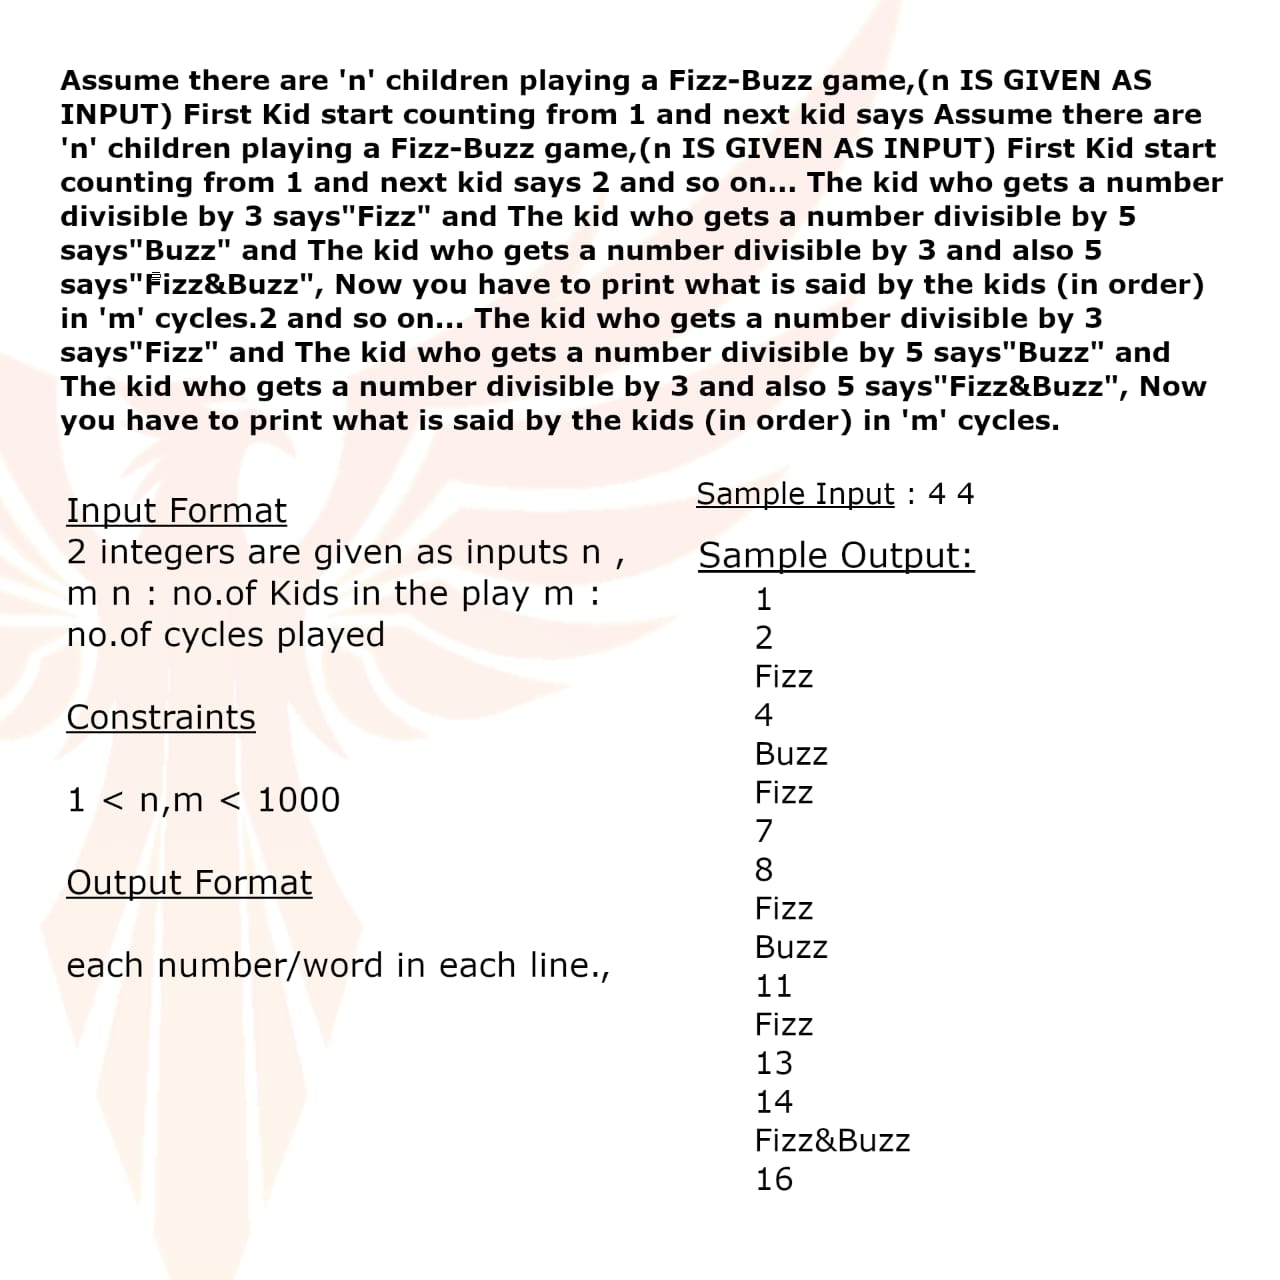 Assume there are 'n' children playing a Fizz-Buzz game,(n IS GIVEN AS
INPUT) First Kid start counting from 1 and next kid says Assume there are
'n' children playing a Fizz-Buzz game,(n IS GIVEN AS INPUT) First Kid start
counting from 1 and next kid says 2 and so on... The kid who gets a number
divisible by 3 says"Fizz" and The kid who gets a number divisible by 5
says"Buzz" and The kid who gets a number divisible by 3 and also 5
says"Fizz&Buzz", Now you have to print what is said by the kids (in order)
in 'm' cycles.2 and so on... The kid who gets a number divisible by 3
says"Fizz" and The kid who gets a number divisible by 5 says"Buzz" and
The kid who gets a number divisible by 3 and also 5 says"Fizz&Buzz", Now
you have to print what is said by the kids (in order) in 'm' cycles.
Input Format
2 integers are given as inputs n ,
m n : no.of Kids in the play m :
no.of cycles played
Constraints
1 < n,m < 1000
Output Format
each number/word in each line.,
Sample Input : 4 4
Sample Output:
1
2
Fizz
4
Buzz
Fizz
7
8
Fizz
Buzz
11
Fizz
13
14
Fizz&Buzz
16